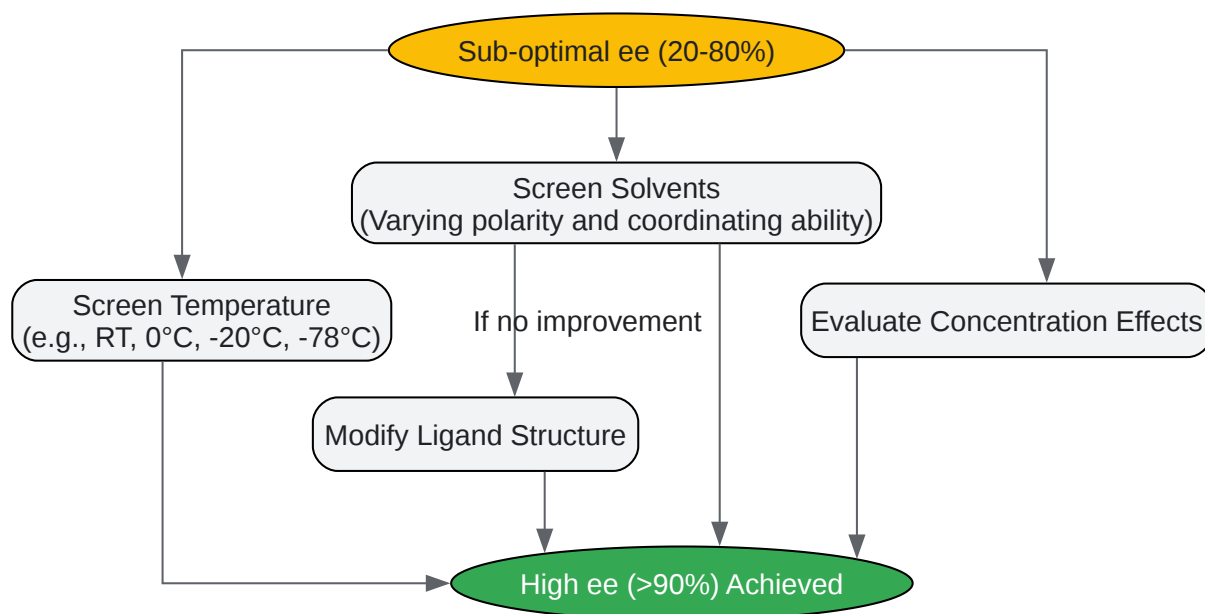 Sub-optimal ee (20-80%)
Screen Solvents
(Varying polarity and coordinating ability)
Screen Temperature
(e.g., RT, 0°C, -20°C, -78°C)
If no improvement
Evaluate Concentration Effects
Modify Ligand Structure
High ee (>90%) Achieved